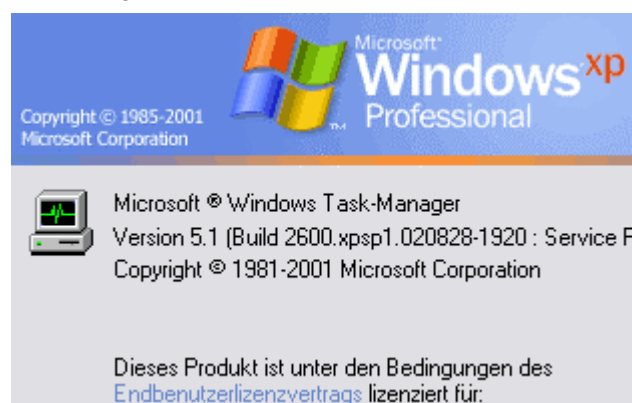 Microsoft®
Windows xp
Professional
TM
Copyright © 1985-2001
Microsoft Corporation
Microsoft ® Windows Task-Manager
Version 5.1 (Build 2600.xpsp1.020828-1920 : Service
Copyright © 1981-2001 Microsoft Corporation
Dieses Produkt ist unter den Bedingungen des
Endbenutzerlizenzvertrags lizenziert für: